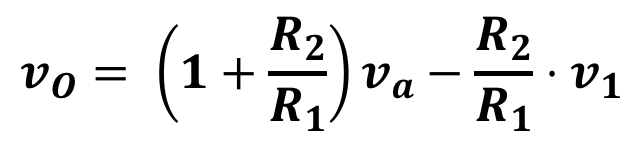 v_O = (1 + R_2/R_1) v_a − R_2/R_1 · v_1